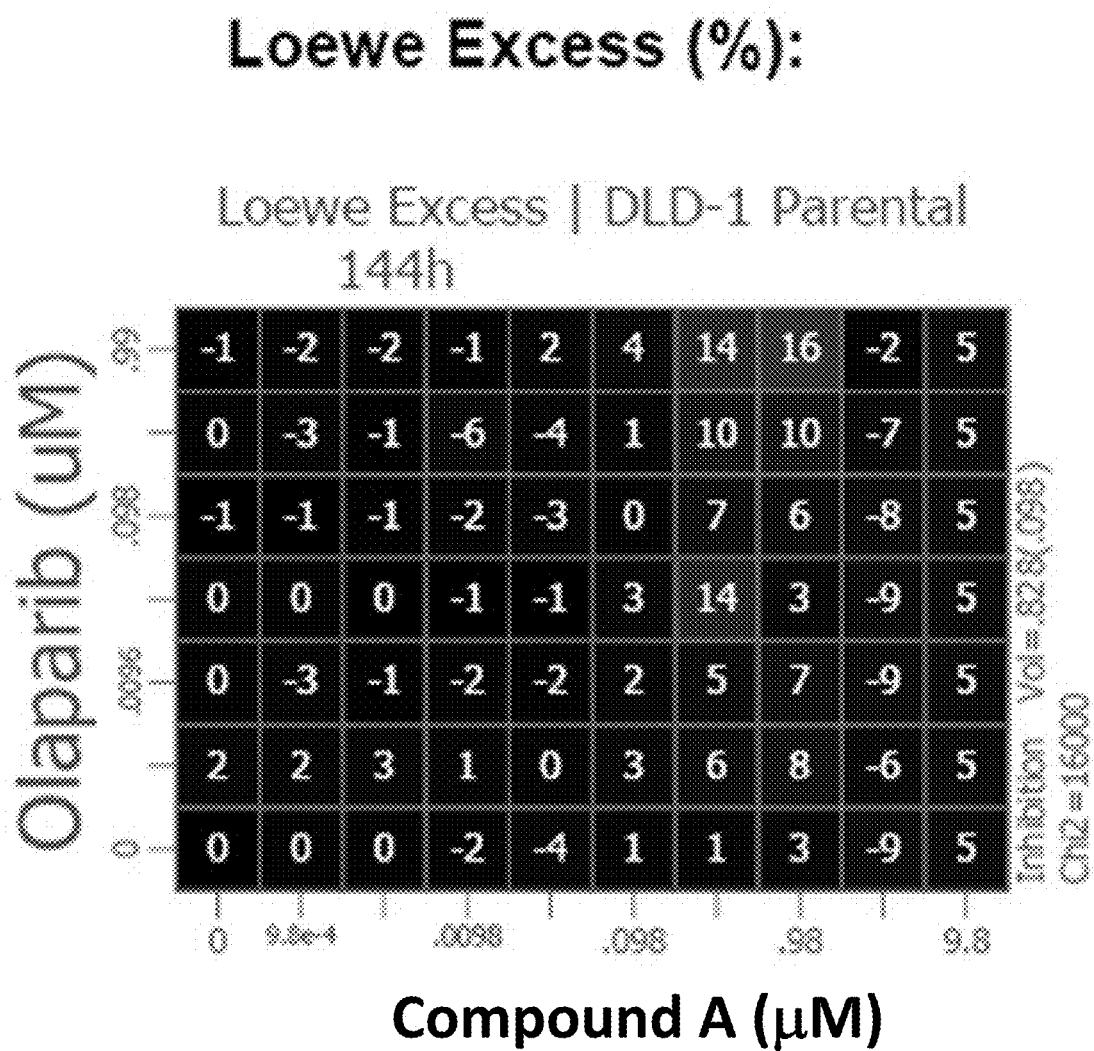 Loewe Excess (%):
Loewe Excess | DLD-1 Parental
144h
Olaparib (uM)
.99 -1 -2 -2 -1 2 4 14 16 -2 5
0 -3 -1 -6 -4 1 10 10 -7 5
.098 -1 -1 -1 -2 -3 0 7 6 -8 5
0 0 0 -1 -1 3 14 3 -9 5
.0098 0 -3 -1 -2 -2 2 5 7 -9 5
2 2 3 1 0 3 6 8 -6 5
0 0 0 0 -2 -4 1 1 3 -9 5
0 9.8e-4 .0098 .098 .98 9.8
Compound A (μM)
Inhibition Vol=.828(.098)
Chi2=16000